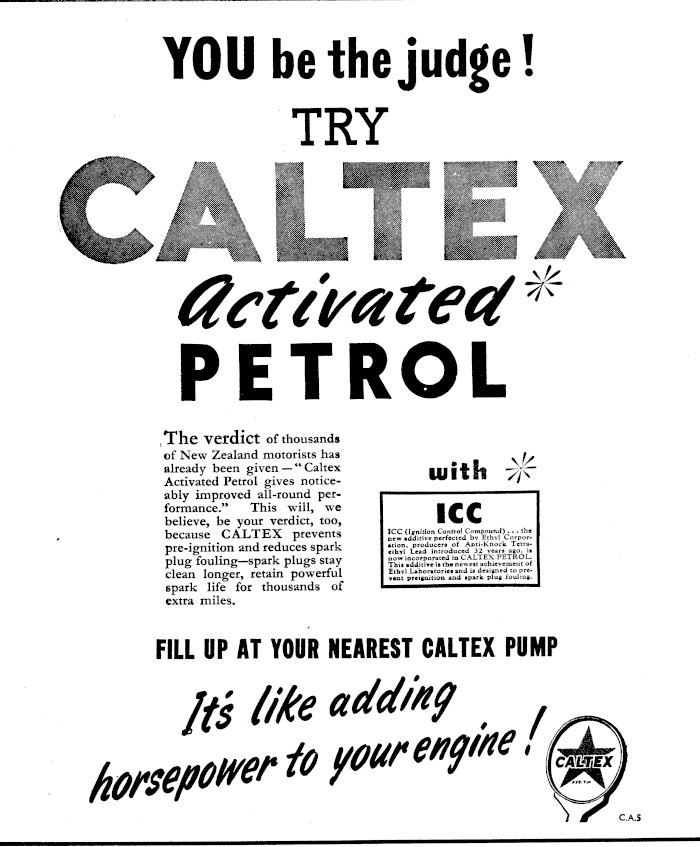 YOU be the judge!
TRY
CALTEX
Activated
PETROL
The verdict of thousands
of New Zealand motorists has
already been given — "Caltex
Activated Petrol gives notice-
ably improved all-round per-
formance." This will, we
believe, be your verdict, too,
because CALTEX prevents
pre-ignition and reduces spark
plug fouling—spark plugs stay
clean longer, retain powerful
spark life for thousands of
extra miles.
with
ICC
ICC (Ignition Control Compound) . . . the
new additive perfected by Ethyl Corpor-
ation, producers of Anti-Knock Tetra-
ethyl Lead introduced 32 years ago, is
now incorporated in CALTEX PETROL.
This additive is the newest achievement of
Ethyl Laboratories and is designed to pre-
vent preignition and spark plug fouling.
FILL UP AT YOUR NEAREST CALTEX PUMP
It's like adding
horsepower to your engine!
CALTEX
C.A.5